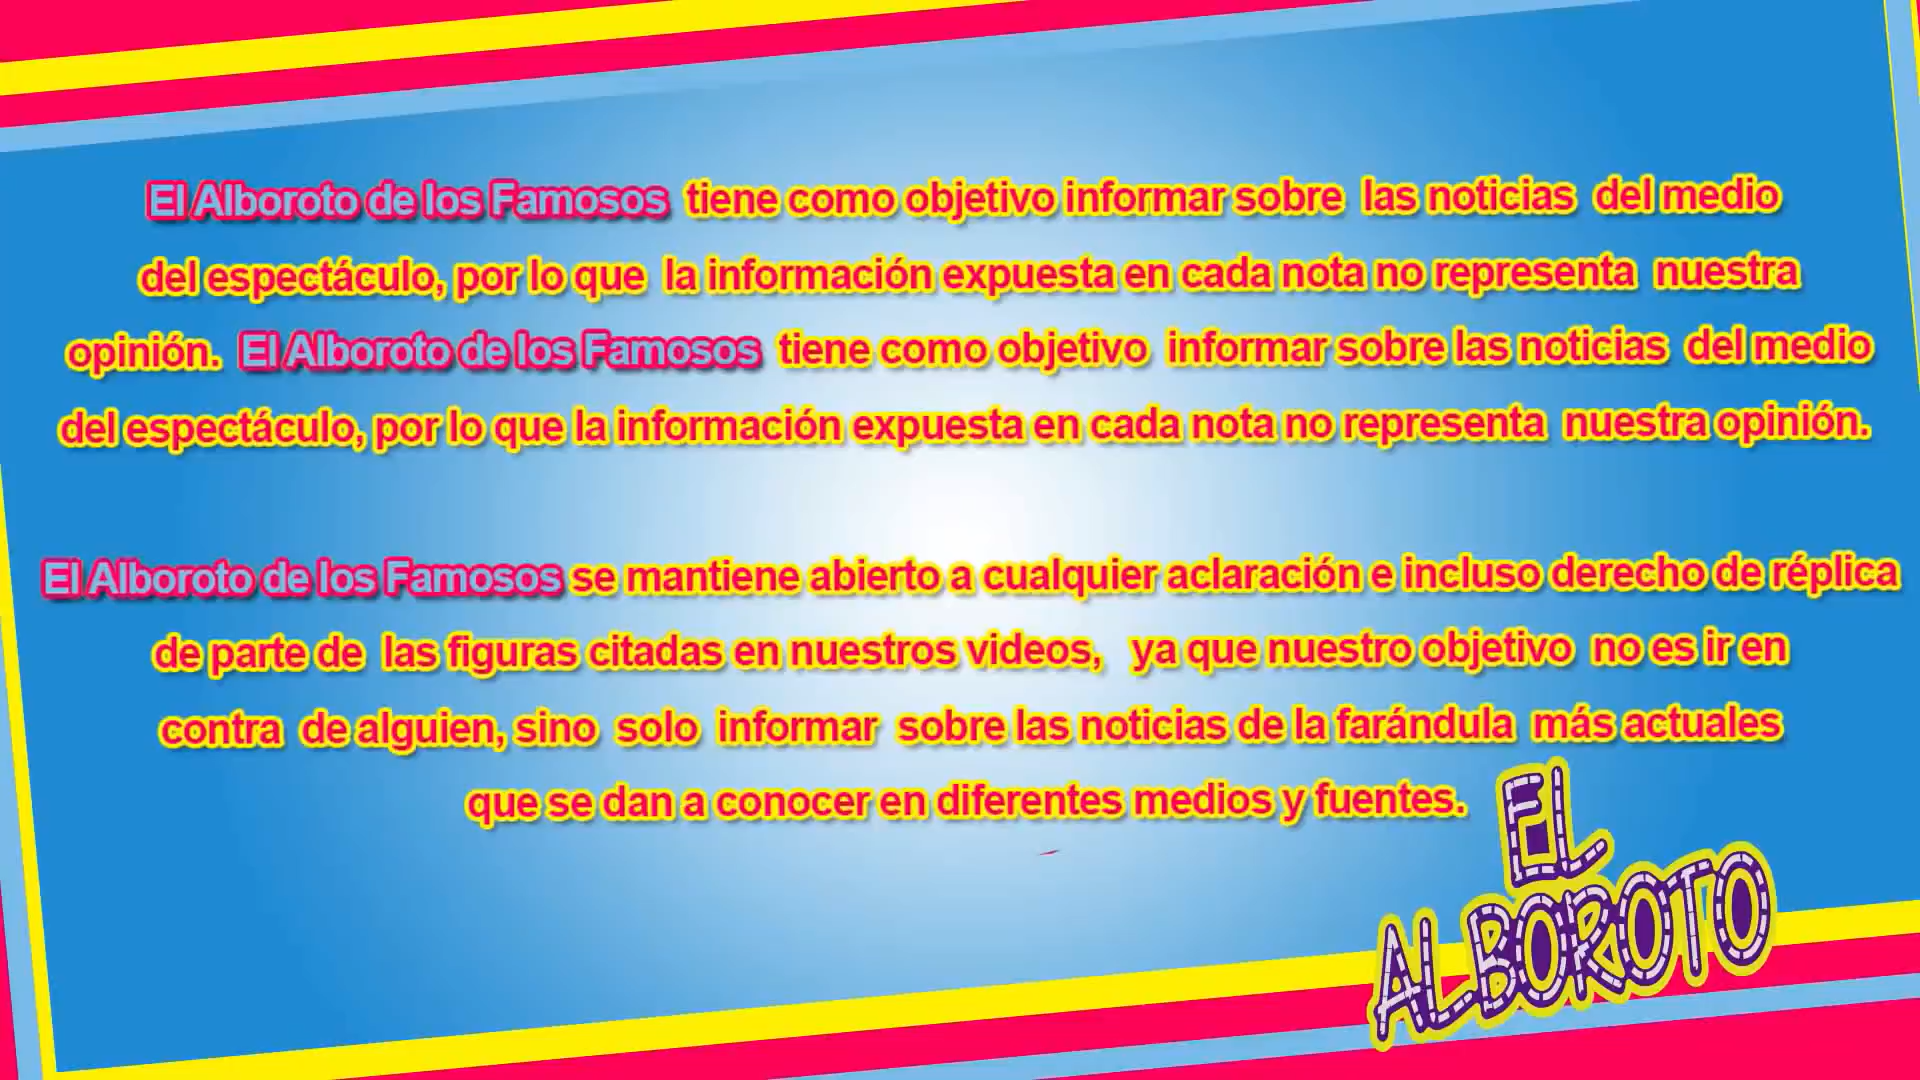 El Alboroto de los Famosos tiene como objetivo informar sobre las noticias del medio
del espectáculo, por lo que la información expuesta en cada nota no representa nuestra
opinión. El Alboroto de los Famosos tiene como objetivo informar sobre las noticias del medio
del espectáculo, por lo que la información expuesta en cada nota no representa nuestra opinión.
El Alboroto de los Famosos se mantiene abierto a cualquier aclaración e incluso derecho de réplica
de parte de las figuras citadas en nuestros videos, ya que nuestro objetivo no es ir en
contra de alguien, sino solo informar sobre las noticias de la farándula más actuales
que se dan a conocer en diferentes medios y fuentes.
EL
ALBOROTO